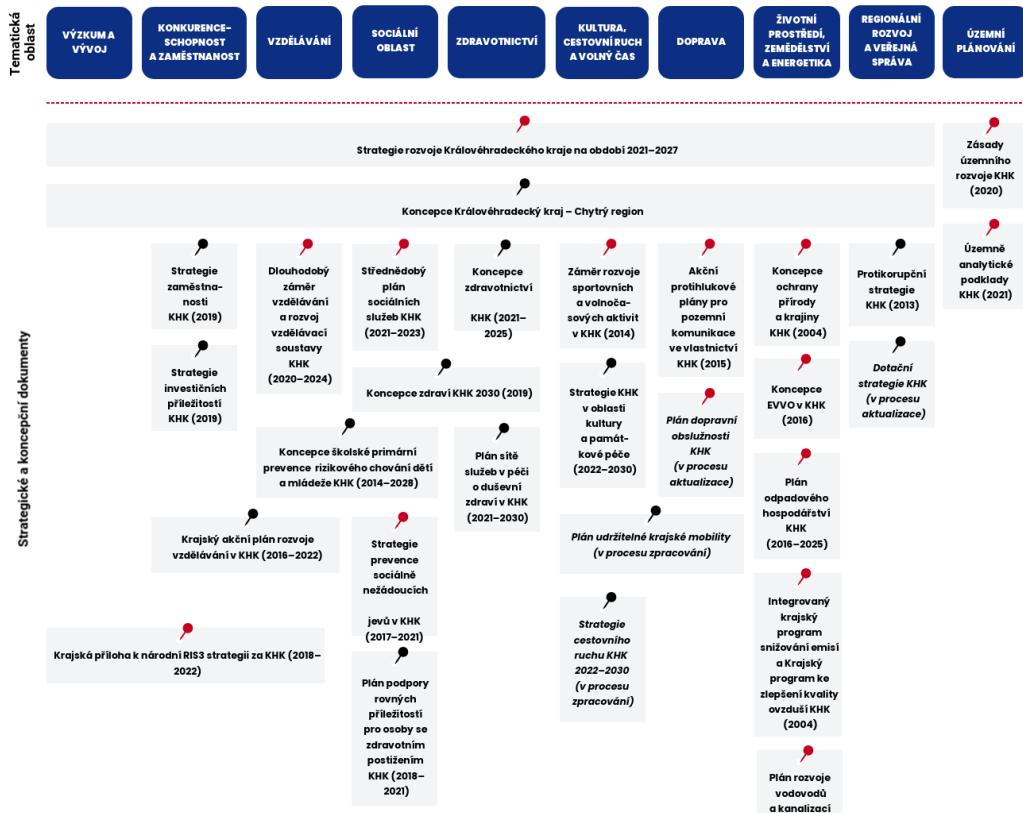 Tematická
oblast
VÝZKUM A
VÝVOJ
KONKURENCE–
SCHOPNOST
A ZAMĚSTNANOST
VZDĚLÁVÁNÍ
SOCIÁLNÍ
OBLAST
ZDRAVOTNICTVÍ
KULTURA,
CESTOVNÍ RUCH
A VOLNÝ ČAS
DOPRAVA
ŽIVOTNÍ
PROSTŘEDÍ,
ZEMĚDĚLSTVÍ
A ENERGETIKA
REGIONÁLNÍ
ROZVOJ
A VEŘEJNÁ
SPRÁVA
ÚZEMNÍ
PLÁNOVÁNÍ
Strategické a koncepční dokumenty
Strategie rozvoje Královéhradeckého kraje na období 2021–2027
Zásady
územního
rozvoje KHK
(2020)
Koncepce Královéhradecký kraj – Chytrý region
Územně
analytické
podklady
KHK (2021)
Strategie
zaměstna-
nosti
KHK (2019)
Strategie
investičních
příležitostí
KHK (2019)
Dlouhodobý
záměr
vzdělávání
a rozvoj
vzdělávací
soustavy
KHK
(2020–2024)
Střednědobý
plán
sociálních
služeb KHK
(2021–2023)
Koncepce
zdravotnictví
KHK (2021–
2025)
Záměr rozvoje
sportovních
a volnoča-
sových aktivit
v KHK (2014)
Akční
protihlukové
plány pro
pozemní
komunikace
ve vlastnictví
KHK (2015)
Koncepce
ochrany
přírody
a krajiny
KHK (2004)
Protikorupční
strategie
KHK (2013)
Koncepce zdraví KHK 2030 (2019)
Strategie KHK
v oblasti
kultury
a památ-
kové péče
(2022–2030)
Plán dopravní
obslužnosti
KHK
(v procesu
aktualizace)
Koncepce
EVVO v KHK
(2016)
Dotační
strategie KHK
(v procesu
aktualizace)
Koncepce školské primární
prevence rizikového chování dětí
a mládeže KHK (2014–2028)
Plán sítě
služeb v péči
o duševní
zdraví v KHK
(2021–2030)
Plán
odpadového
hospodářství
KHK
(2016–2025)
Krajský akční plán rozvoje
vzdělávání v KHK (2016–2022)
Strategie
prevence
sociálně
nežádoucích
jevů v KHK
(2017–2021)
Plán udržitelné krajské mobility
(v procesu zpracování)
Strategie
cestovního
ruchu KHK
2022–2030
(v procesu
zpracování)
Integrovaný
krajský
program
snižování emisí
a Krajský
program ke
zlepšení kvality
ovzduší KHK
(2004)
Krajská příloha k národní RIS3 strategii za KHK (2018–
2022)
Plán podpory
rovných
příležitostí
pro osoby se
zdravotním
postižením
KHK (2018–
2021)
Plán rozvoje
vodovodů
a kanalizací